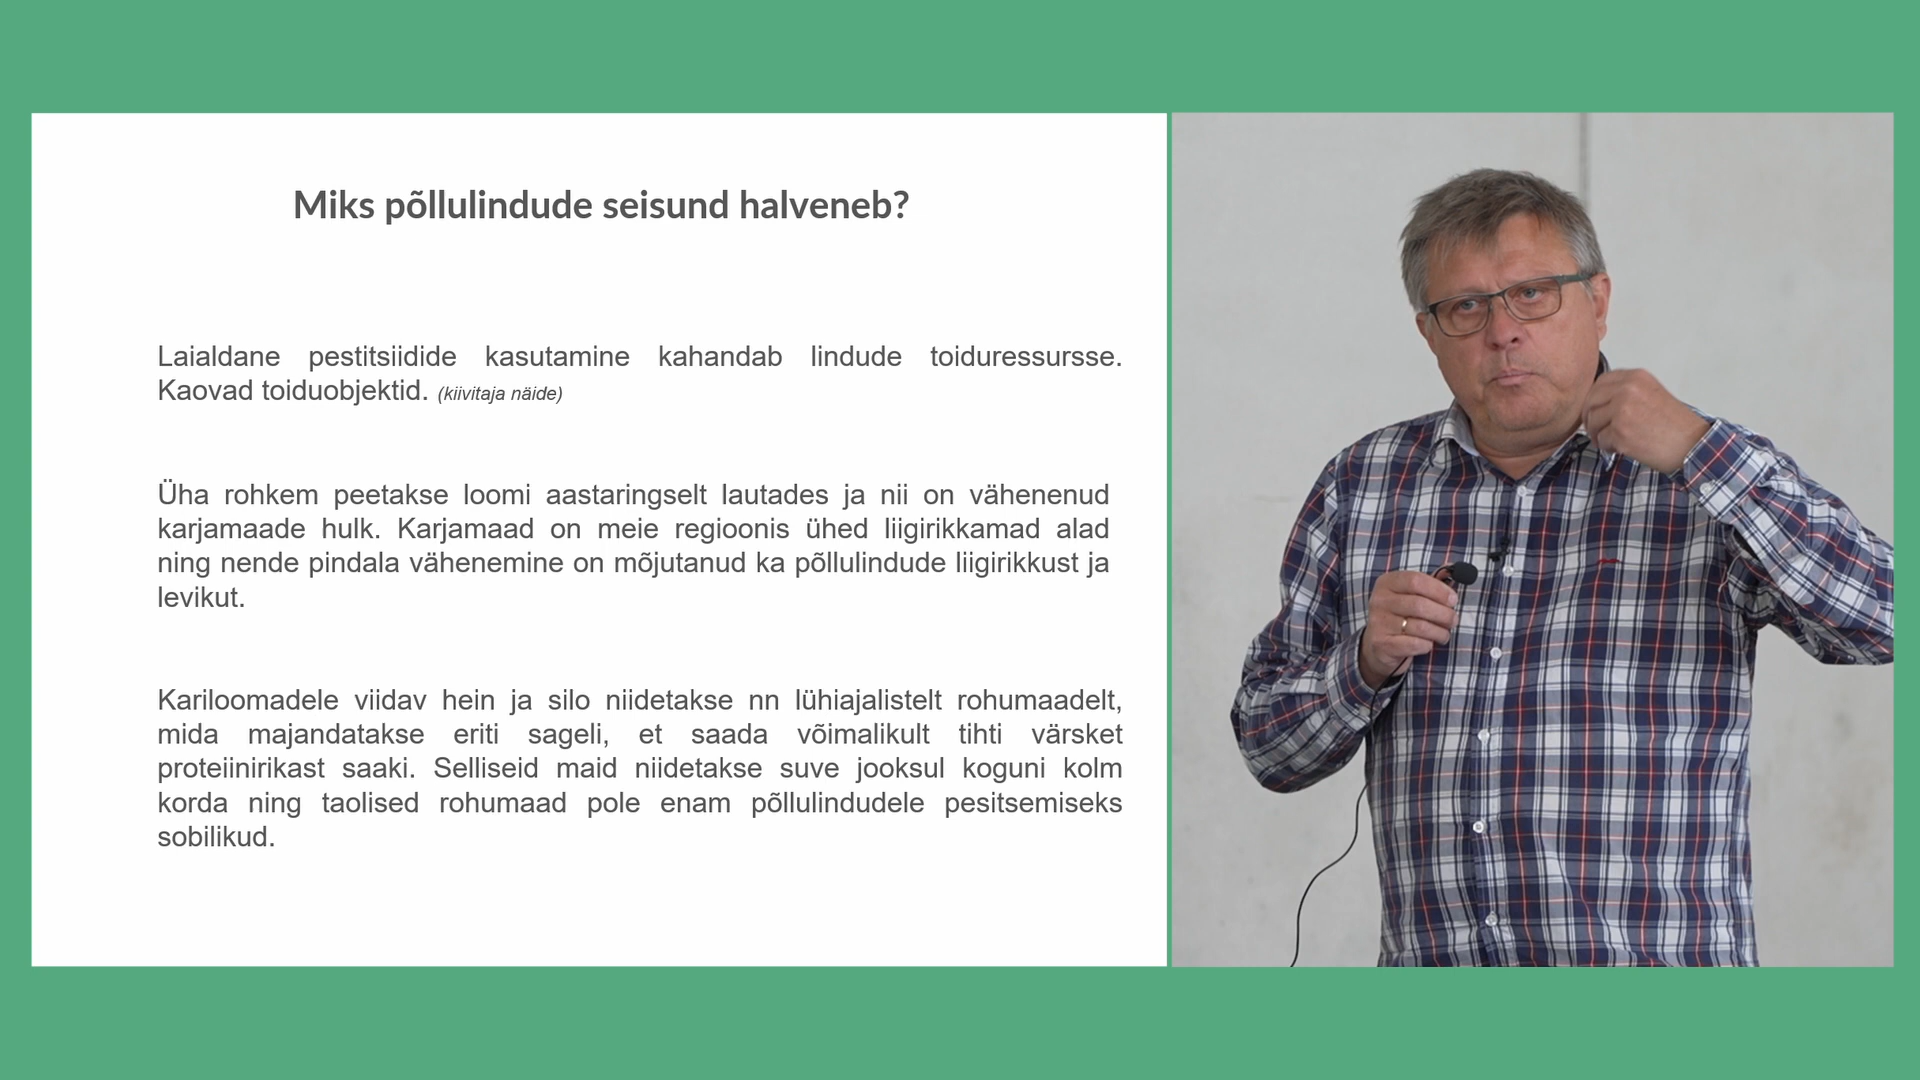 Miks põllulindude seisund halveneb?
Laialdane pestitsiidide kasutamine kahandab lindude toiduressursse.
Kaovad toiduobjektid. (kiivitaja näide)
Üha rohkem peetakse loomi aastaringselt lautades ja nii on vähenenud
karjamaade hulk. Karjamaad on meie regioonis ühed liigirikkamad alad
ning nende pindala vähenemine on mõjutanud ka põllulindude liigirikkust ja
levikut.
Kariloomadele viidav hein ja silo niidetakse nn lühiajalistelt rohumaadelt,
mida majandatakse eriti sageli, et saada võimalikult tihti värsket
proteiinirikast saaki. Selliseid maid niidetakse suve jooksul koguni kolm
korda ning taolised rohumaad pole enam põllulindudele pesitsemiseks
sobilikud.